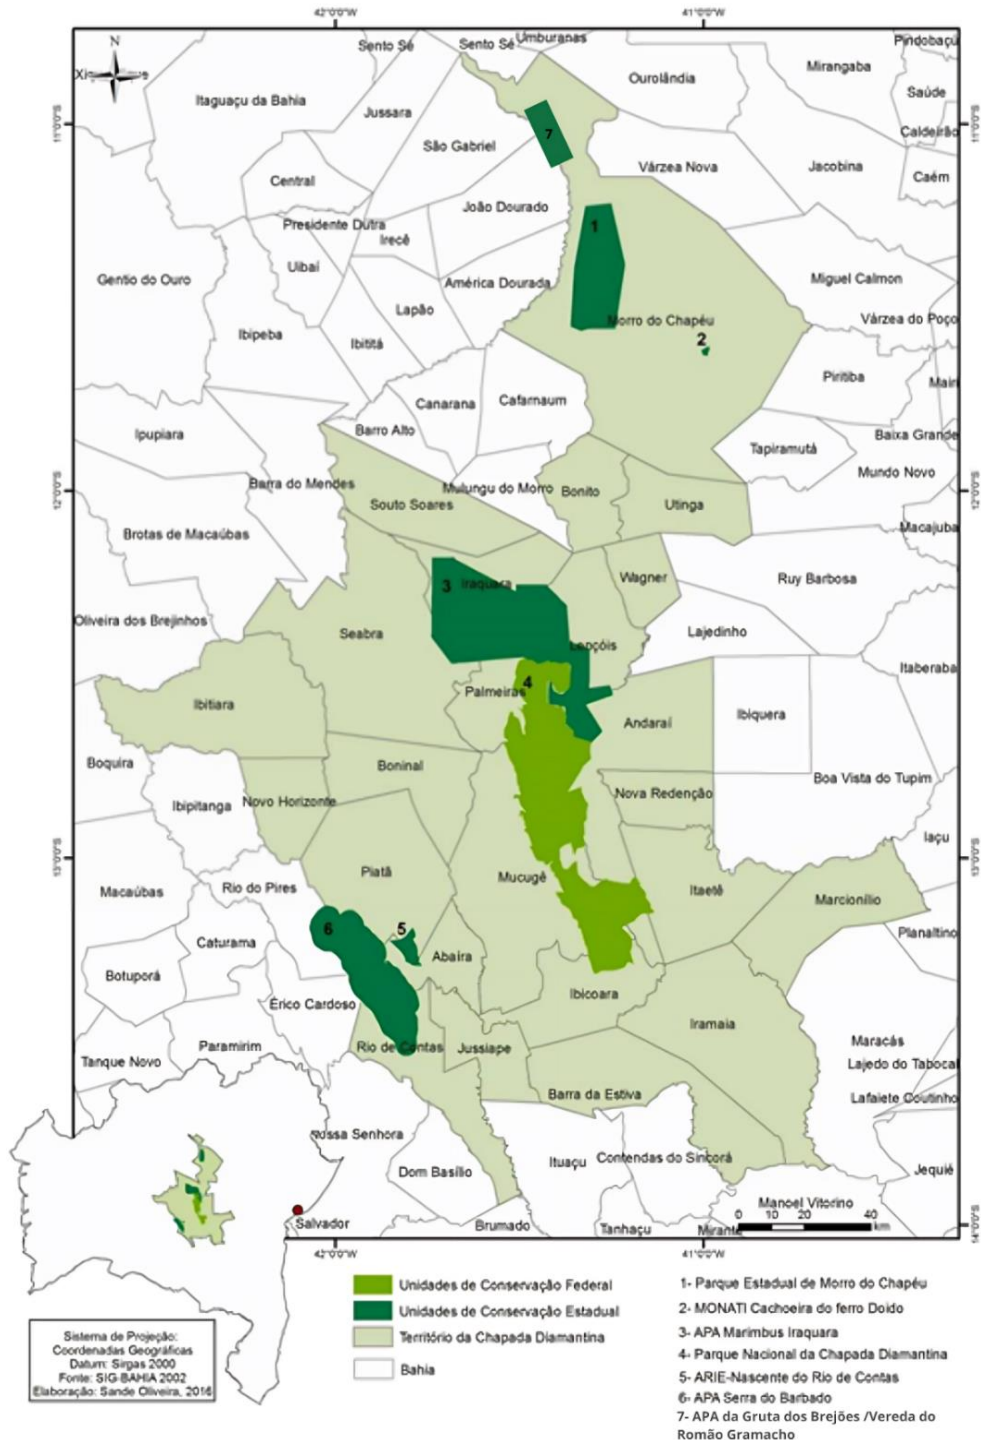 42°0'0"W
41°0'0"W
N
Sento Sé
Sento Sé
Umburanas
Pindobaçu
Mirangaba
Ourolândia
Saúde
Itaguaçu da Bahia
Jussara
11°0'0"S
11°0'0"S
Caldeirão
7
São Gabriel
Várzea Nova
Jacobina
Caém
Central
João Dourado
Presidente Dutra
Irecê
1
Uibaí
Gentio do Ouro
América Dourada
Miguel Calmon
Lapão
Morro do Chapéu
Várzea do Poço
Ibipeba
Ibititá
2
Piritiba
Mairi
Canarana
Cafarnaum
Barro Alto
Ipupiara
Baixa Grande
Tapiramutá
Mundo Novo
Barra do Mendes
Mulungu do Morro
Bonito
12°0'0"S
12°0'0"S
Souto Soares
Utinga
Brotas de Macaúbas
Macajuba
3
Iraquara
Wagner
Ruy Barbosa
Oliveira dos Brejinhos
Seabra
Lajedinho
Lençóis
Itaberaba
4
Palmeiras
Ibitiara
Ibiquera
Andaraí
Boquira
Boninal
Boa Vista do Tupim
Ibipitanga
Novo Horizonte
Nova Redenção
Iaçu
13°0'0"S
13°0'0"S
Piatã
Mucugê
Macaúbas
Rio do Pires
Itaetê
Marcionílio
6
5
Planaltino
Caturama
Abaíra
Botuporá
Ibicoara
Érico Cardoso
Iramaia
Paramirim
Rio de Contas
Jussiape
Maracás
Tanque Novo
Lajedo do Tabocal
Barra da Estiva
Lafaiete Coutinho
Nossa Senhora
Contendas do Sincorá
Ituaçu
Dom Basílio
Jequié
Manoel Vitorino
Salvador
Brumado
Tanhaçu
Mirante
0 10 20 40
km
14°0'0"S
42°0'0"W
41°0'0"W
Unidades de Conservação Federal
Unidades de Conservação Estadual
Território da Chapada Diamantina
Bahia
1- Parque Estadual de Morro do Chapéu
2- MONATI Cachoeira do ferro Doido
3- APA Marimbus Iraquara
4- Parque Nacional da Chapada Diamantina
5- ARIE-Nascente do Rio de Contas
6- APA Serra do Barbado
7- APA da Gruta dos Brejões /Vereda do
Romão Gramacho
Sistema de Projeção:
Coordenadas Geográficas
Datum: Sirgas 2000
Fonte: SIG-BAHIA 2002
Elaboração: Sande Oliveira, 2016